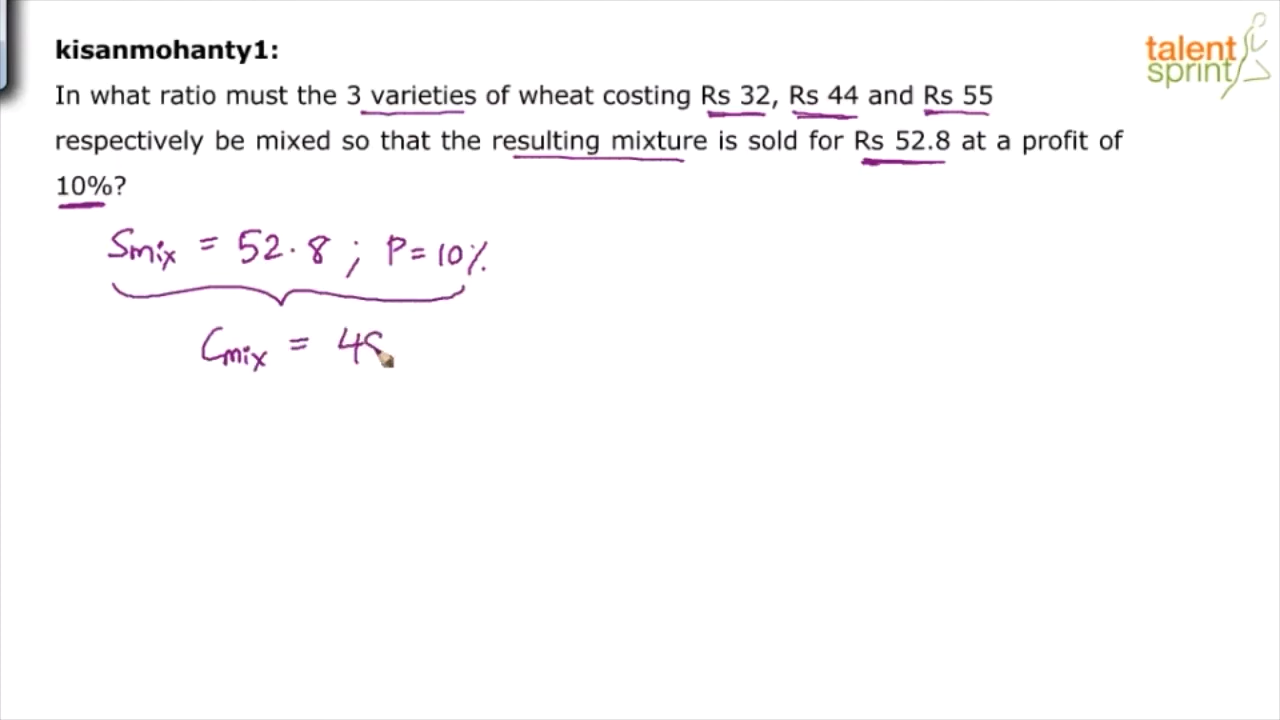 kisanmohanty1:
talent
sprint
In what ratio must the 3 varieties of wheat costing Rs 32, Rs 44 and Rs 55
respectively be mixed so that the resulting mixture is sold for Rs 52.8 at a profit of
10%?
Smix = 52.8 ; P = 10%
Cmix = 48